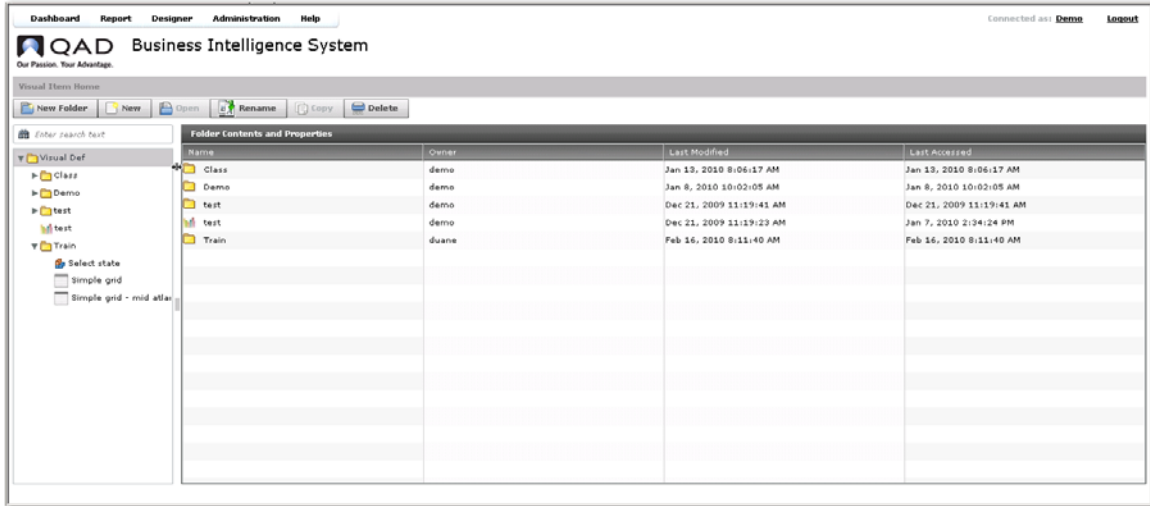 Dashboard Report Designer Administration Help Connected as: Demo Logout
QAD Business Intelligence System
Our Passion. Your Advantage.
Visual Item Home
New Folder New Open Rename Copy Delete
Enter search text
Visual Def
Class
Demo
test
test
Train
Select state
Simple grid
Simple grid - mid atlan
Folder Contents and Properties
Name Owner Last Modified Last Accessed
Class demo Jan 13, 2010 8:06:17 AM Jan 13, 2010 8:06:17 AM
Demo demo Jan 8, 2010 10:02:05 AM Jan 8, 2010 10:02:05 AM
test demo Dec 21, 2009 11:19:41 AM Dec 21, 2009 11:19:41 AM
test demo Dec 21, 2009 11:19:23 AM Jan 7, 2010 2:34:24 PM
Train duane Feb 16, 2010 8:11:40 AM Feb 16, 2010 8:11:40 AM